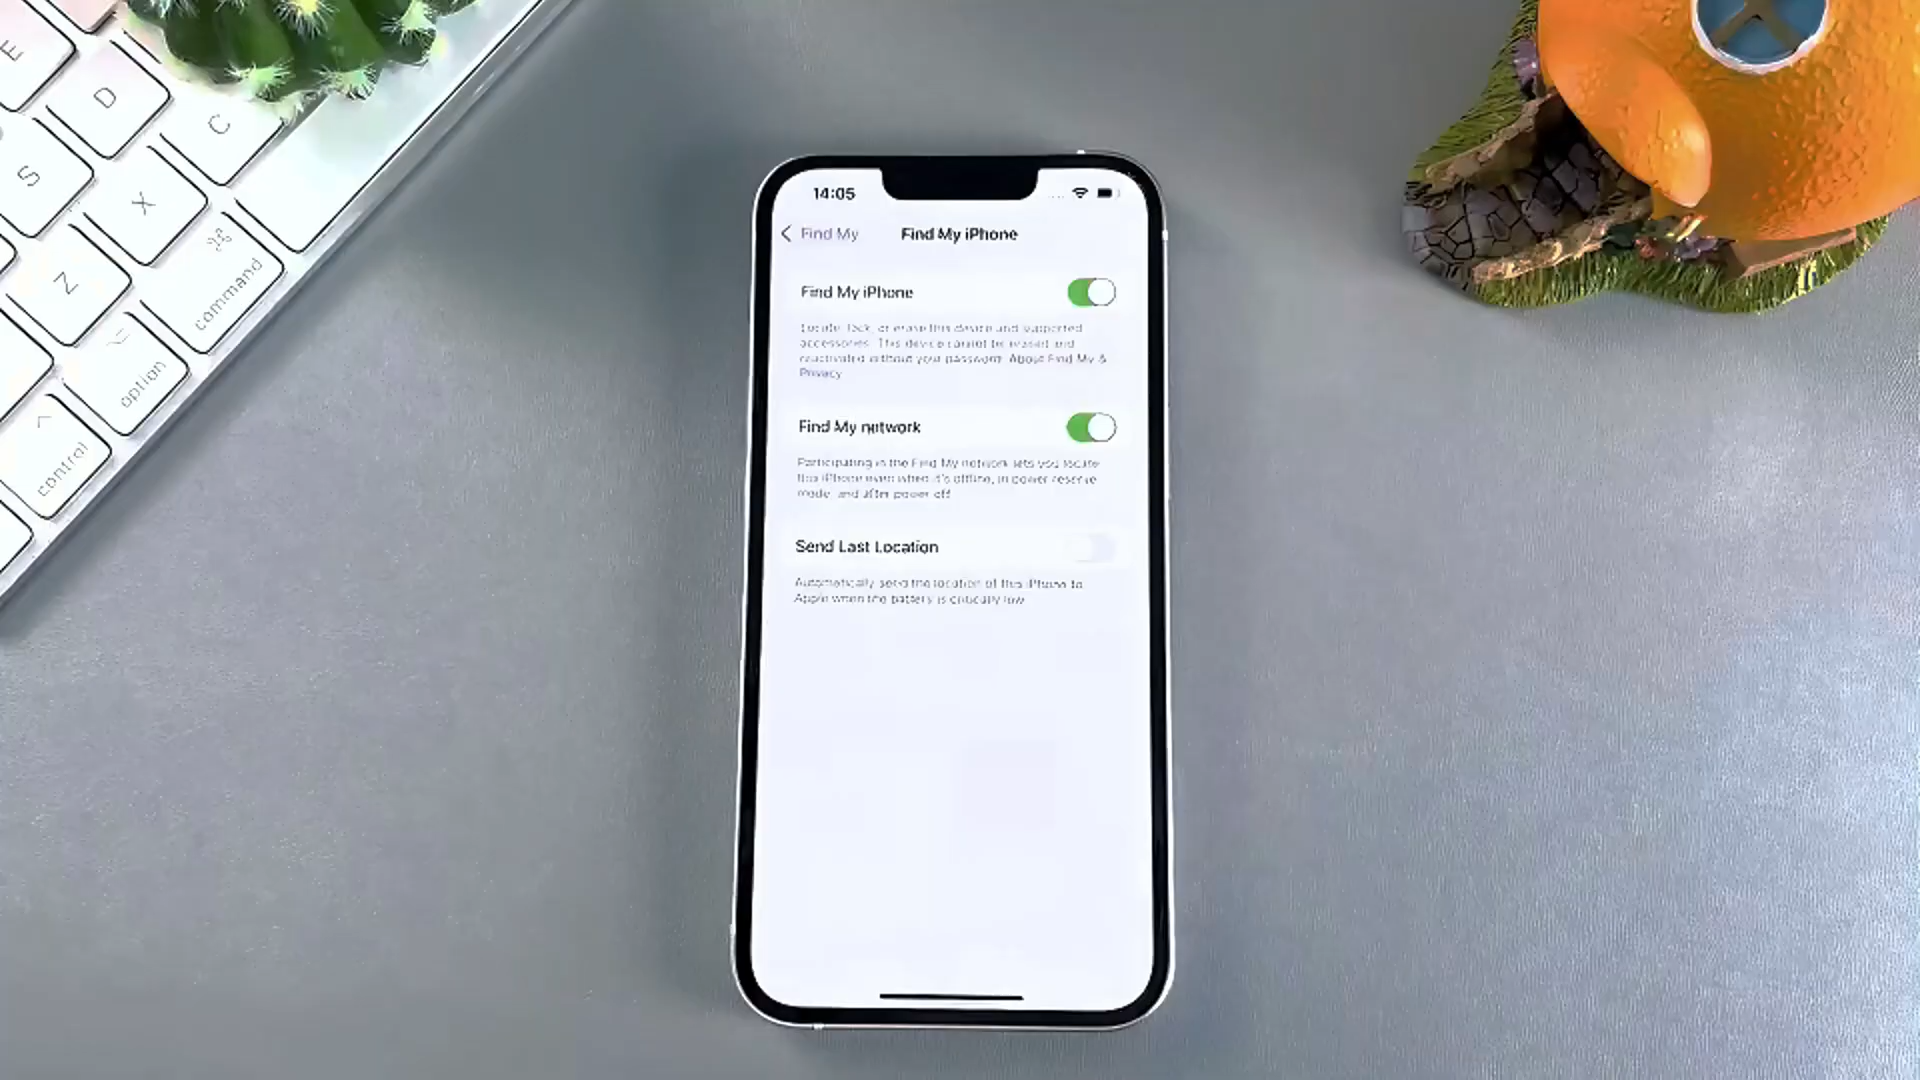 E
D
C
S
X
Z
⌘
command
⌥
option
^
control
14:05
Find My
Find My iPhone
Find My iPhone
Locate, lock, or erase this device and supported
accessories. This device cannot be erased and
reactivated without your password. About Find My &
Privacy
Find My network
Participating in the Find My network lets you locate
this iPhone even when it's offline, in power reserve
mode, and after power off.
Send Last Location
Automatically send the location of this iPhone to
Apple when the battery is critically low.